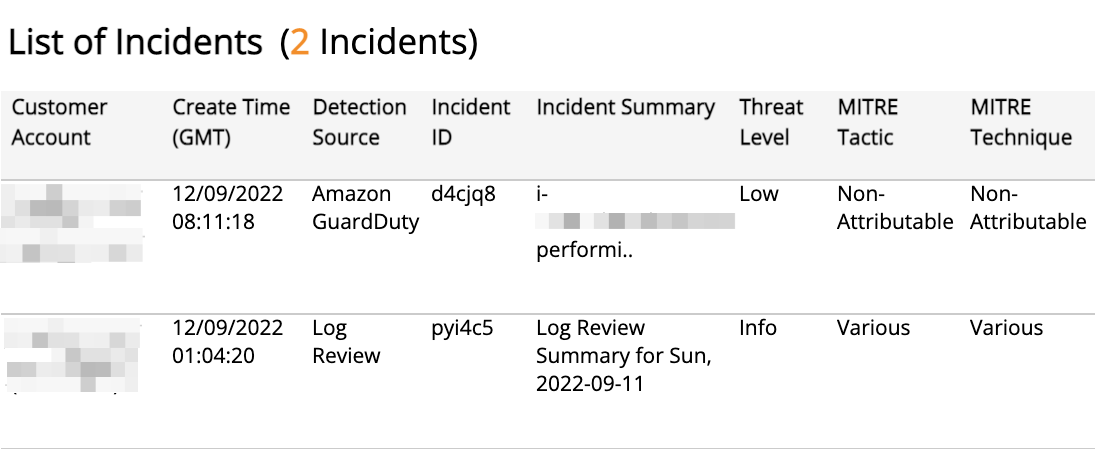 List of Incidents (2 Incidents)
Customer Account Create Time (GMT) Detection Source Incident ID Incident Summary Threat Level MITRE Tactic MITRE Technique
12/09/2022 08:11:18 Amazon GuardDuty d4cjq8 i- performi.. Low Non-Attributable Non-Attributable
12/09/2022 01:04:20 Log Review pyi4c5 Log Review Summary for Sun, 2022-09-11 Info Various Various